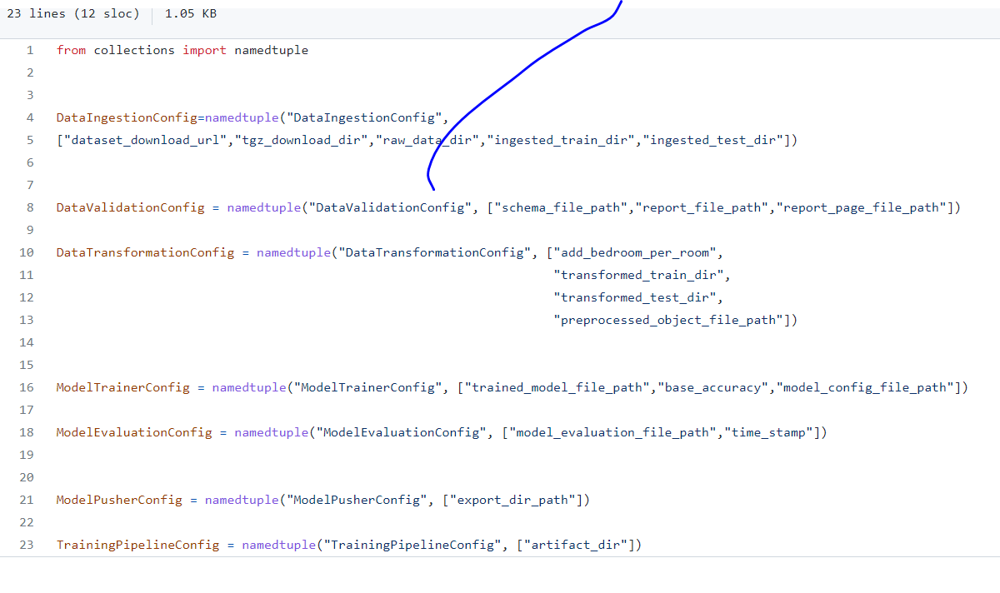 23 lines (12 sloc) 1.05 KB
1 from collections import namedtuple
2
3
4 DataIngestionConfig=namedtuple("DataIngestionConfig",
5 ["dataset_download_url","tgz_download_dir","raw_data_dir","ingested_train_dir","ingested_test_dir"])
6
7
8 DataValidationConfig = namedtuple("DataValidationConfig", ["schema_file_path","report_file_path","report_page_file_path"])
9
10 DataTransformationConfig = namedtuple("DataTransformationConfig", ["add_bedroom_per_room",
11 "transformed_train_dir",
12 "transformed_test_dir",
13 "preprocessed_object_file_path"])
14
15
16 ModelTrainerConfig = namedtuple("ModelTrainerConfig", ["trained_model_file_path","base_accuracy","model_config_file_path"])
17
18 ModelEvaluationConfig = namedtuple("ModelEvaluationConfig", ["model_evaluation_file_path","time_stamp"])
19
20
21 ModelPusherConfig = namedtuple("ModelPusherConfig", ["export_dir_path"])
22
23 TrainingPipelineConfig = namedtuple("TrainingPipelineConfig", ["artifact_dir"])